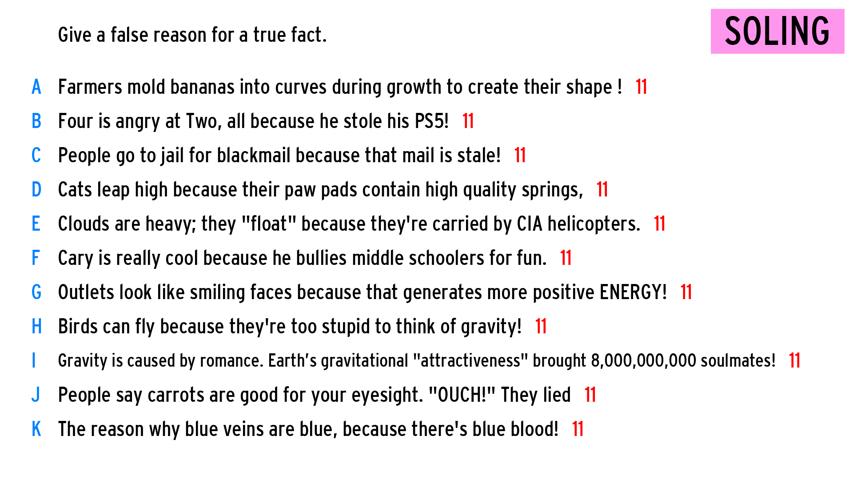 Give a false reason for a true fact.
SOLING
A Farmers mold bananas into curves during growth to create their shape ! 11
B Four is angry at Two, all because he stole his PS5! 11
C People go to jail for blackmail because that mail is stale! 11
D Cats leap high because their paw pads contain high quality springs, 11
E Clouds are heavy; they "float" because they're carried by CIA helicopters. 11
F Cary is really cool because he bullies middle schoolers for fun. 11
G Outlets look like smiling faces because that generates more positive ENERGY! 11
H Birds can fly because they're too stupid to think of gravity! 11
I Gravity is caused by romance. Earth’s gravitational "attractiveness" brought 8,000,000,000 soulmates! 11
J People say carrots are good for your eyesight. "OUCH!" They lied 11
K The reason why blue veins are blue, because there's blue blood! 11